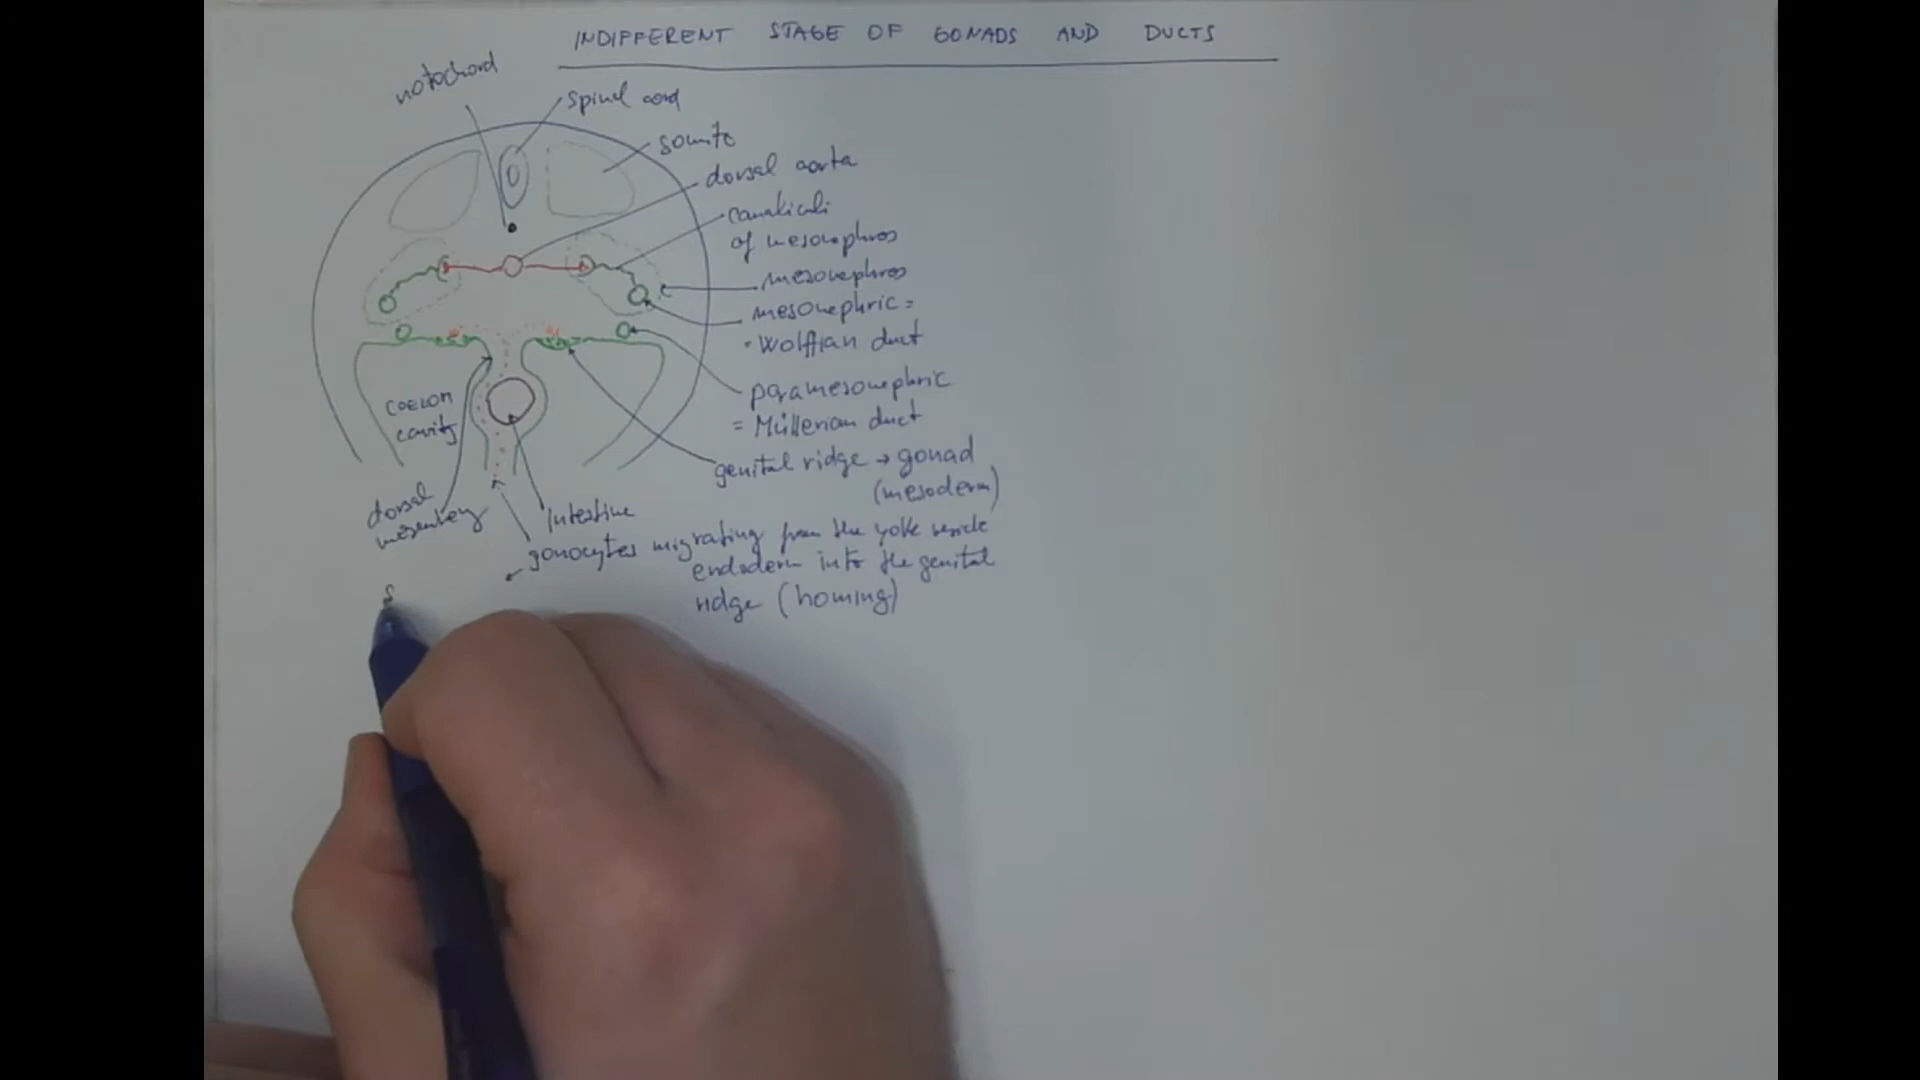 INDIFFERENT STAGE OF GONADS AND DUCTS
notochord
spinal cord
somite
dorsal aorta
canaliculi
of mesonephros
mesonephros
mesonephric =
• Wolffian duct
paramesonephric
= Müllerian duct
genital ridge → gonad
(mesoderm)
coelom
cavity
dorsal
mesentery
Intestine
gonocytes migrating from the yolk vesicle
endoderm into the genital
ridge (homing)
S